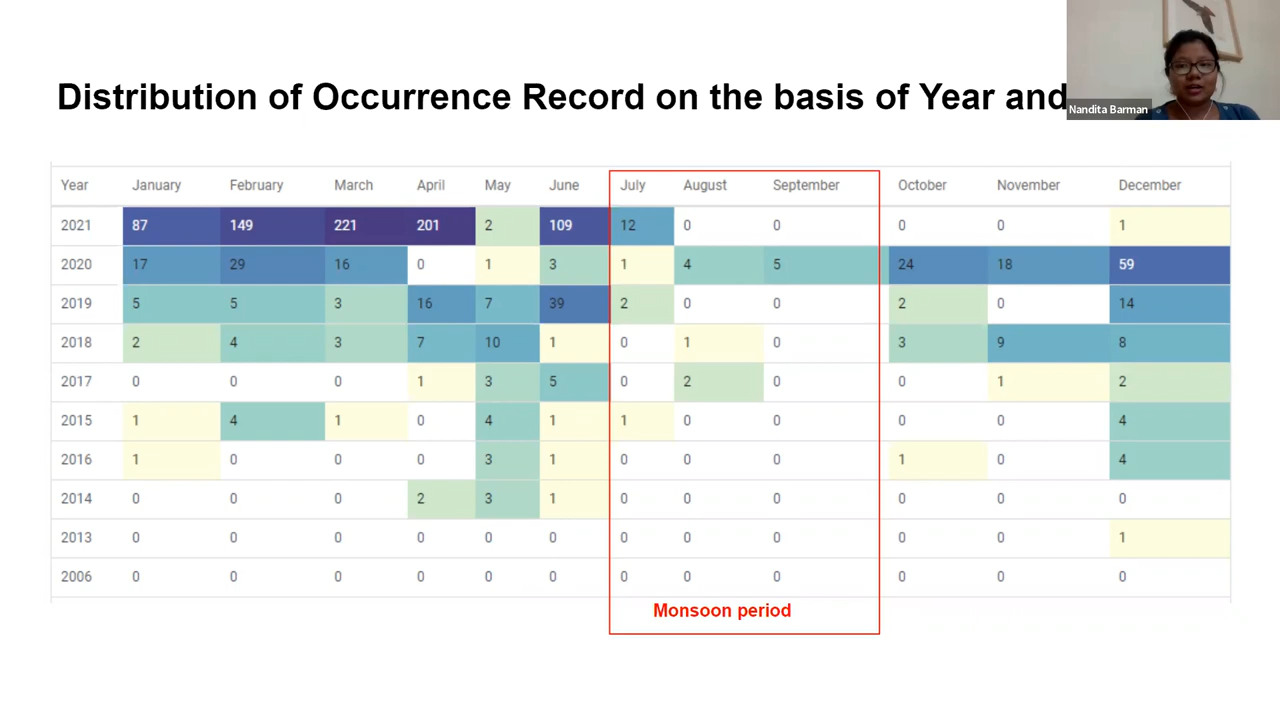 Distribution of Occurrence Record on the basis of Year and
Nandita Barman
Year January February March April May June July August September October November December
2021 87 149 221 201 2 109 12 0 0 0 0 1
2020 17 29 16 0 1 3 1 4 5 24 18 59
2019 5 5 3 16 7 39 2 0 0 2 0 14
2018 2 4 3 7 10 1 0 1 0 3 9 8
2017 0 0 0 1 3 5 0 2 0 0 1 2
2015 1 4 1 0 4 1 1 0 0 0 0 4
2016 1 0 0 0 3 1 0 0 0 1 0 4
2014 0 0 0 2 3 1 0 0 0 0 0 0
2013 0 0 0 0 0 0 0 0 0 0 0 1
2006 0 0 0 0 0 0 0 0 0 0 0 0
Monsoon period